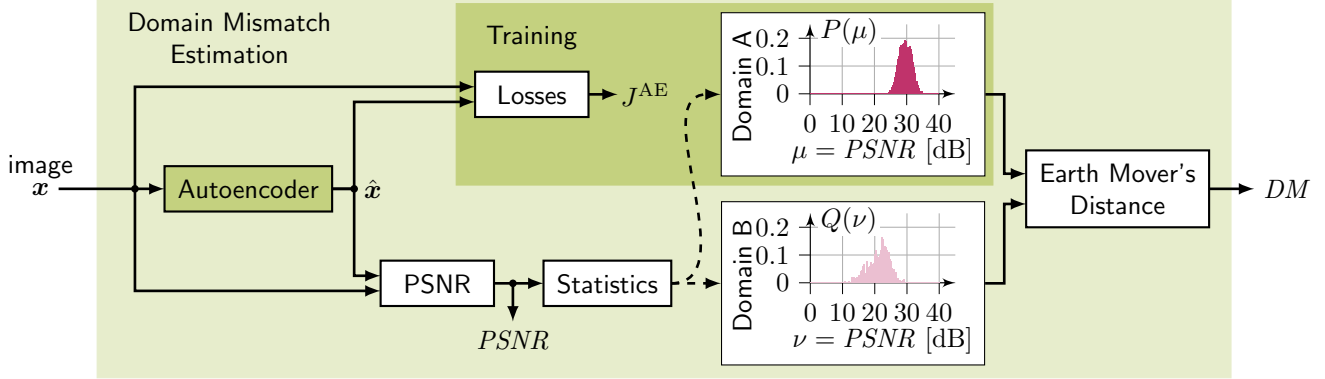 Domain Mismatch
Estimation
Training
Losses
J^AE
image
x
Autoencoder
x̂
PSNR
PSNR
Statistics
Domain A
P(μ)
0.2
0.1
0
0 10 20 30 40
μ = PSNR [dB]
Domain B
Q(ν)
0.2
0.1
0
0 10 20 30 40
ν = PSNR [dB]
Earth Mover's
Distance
DM